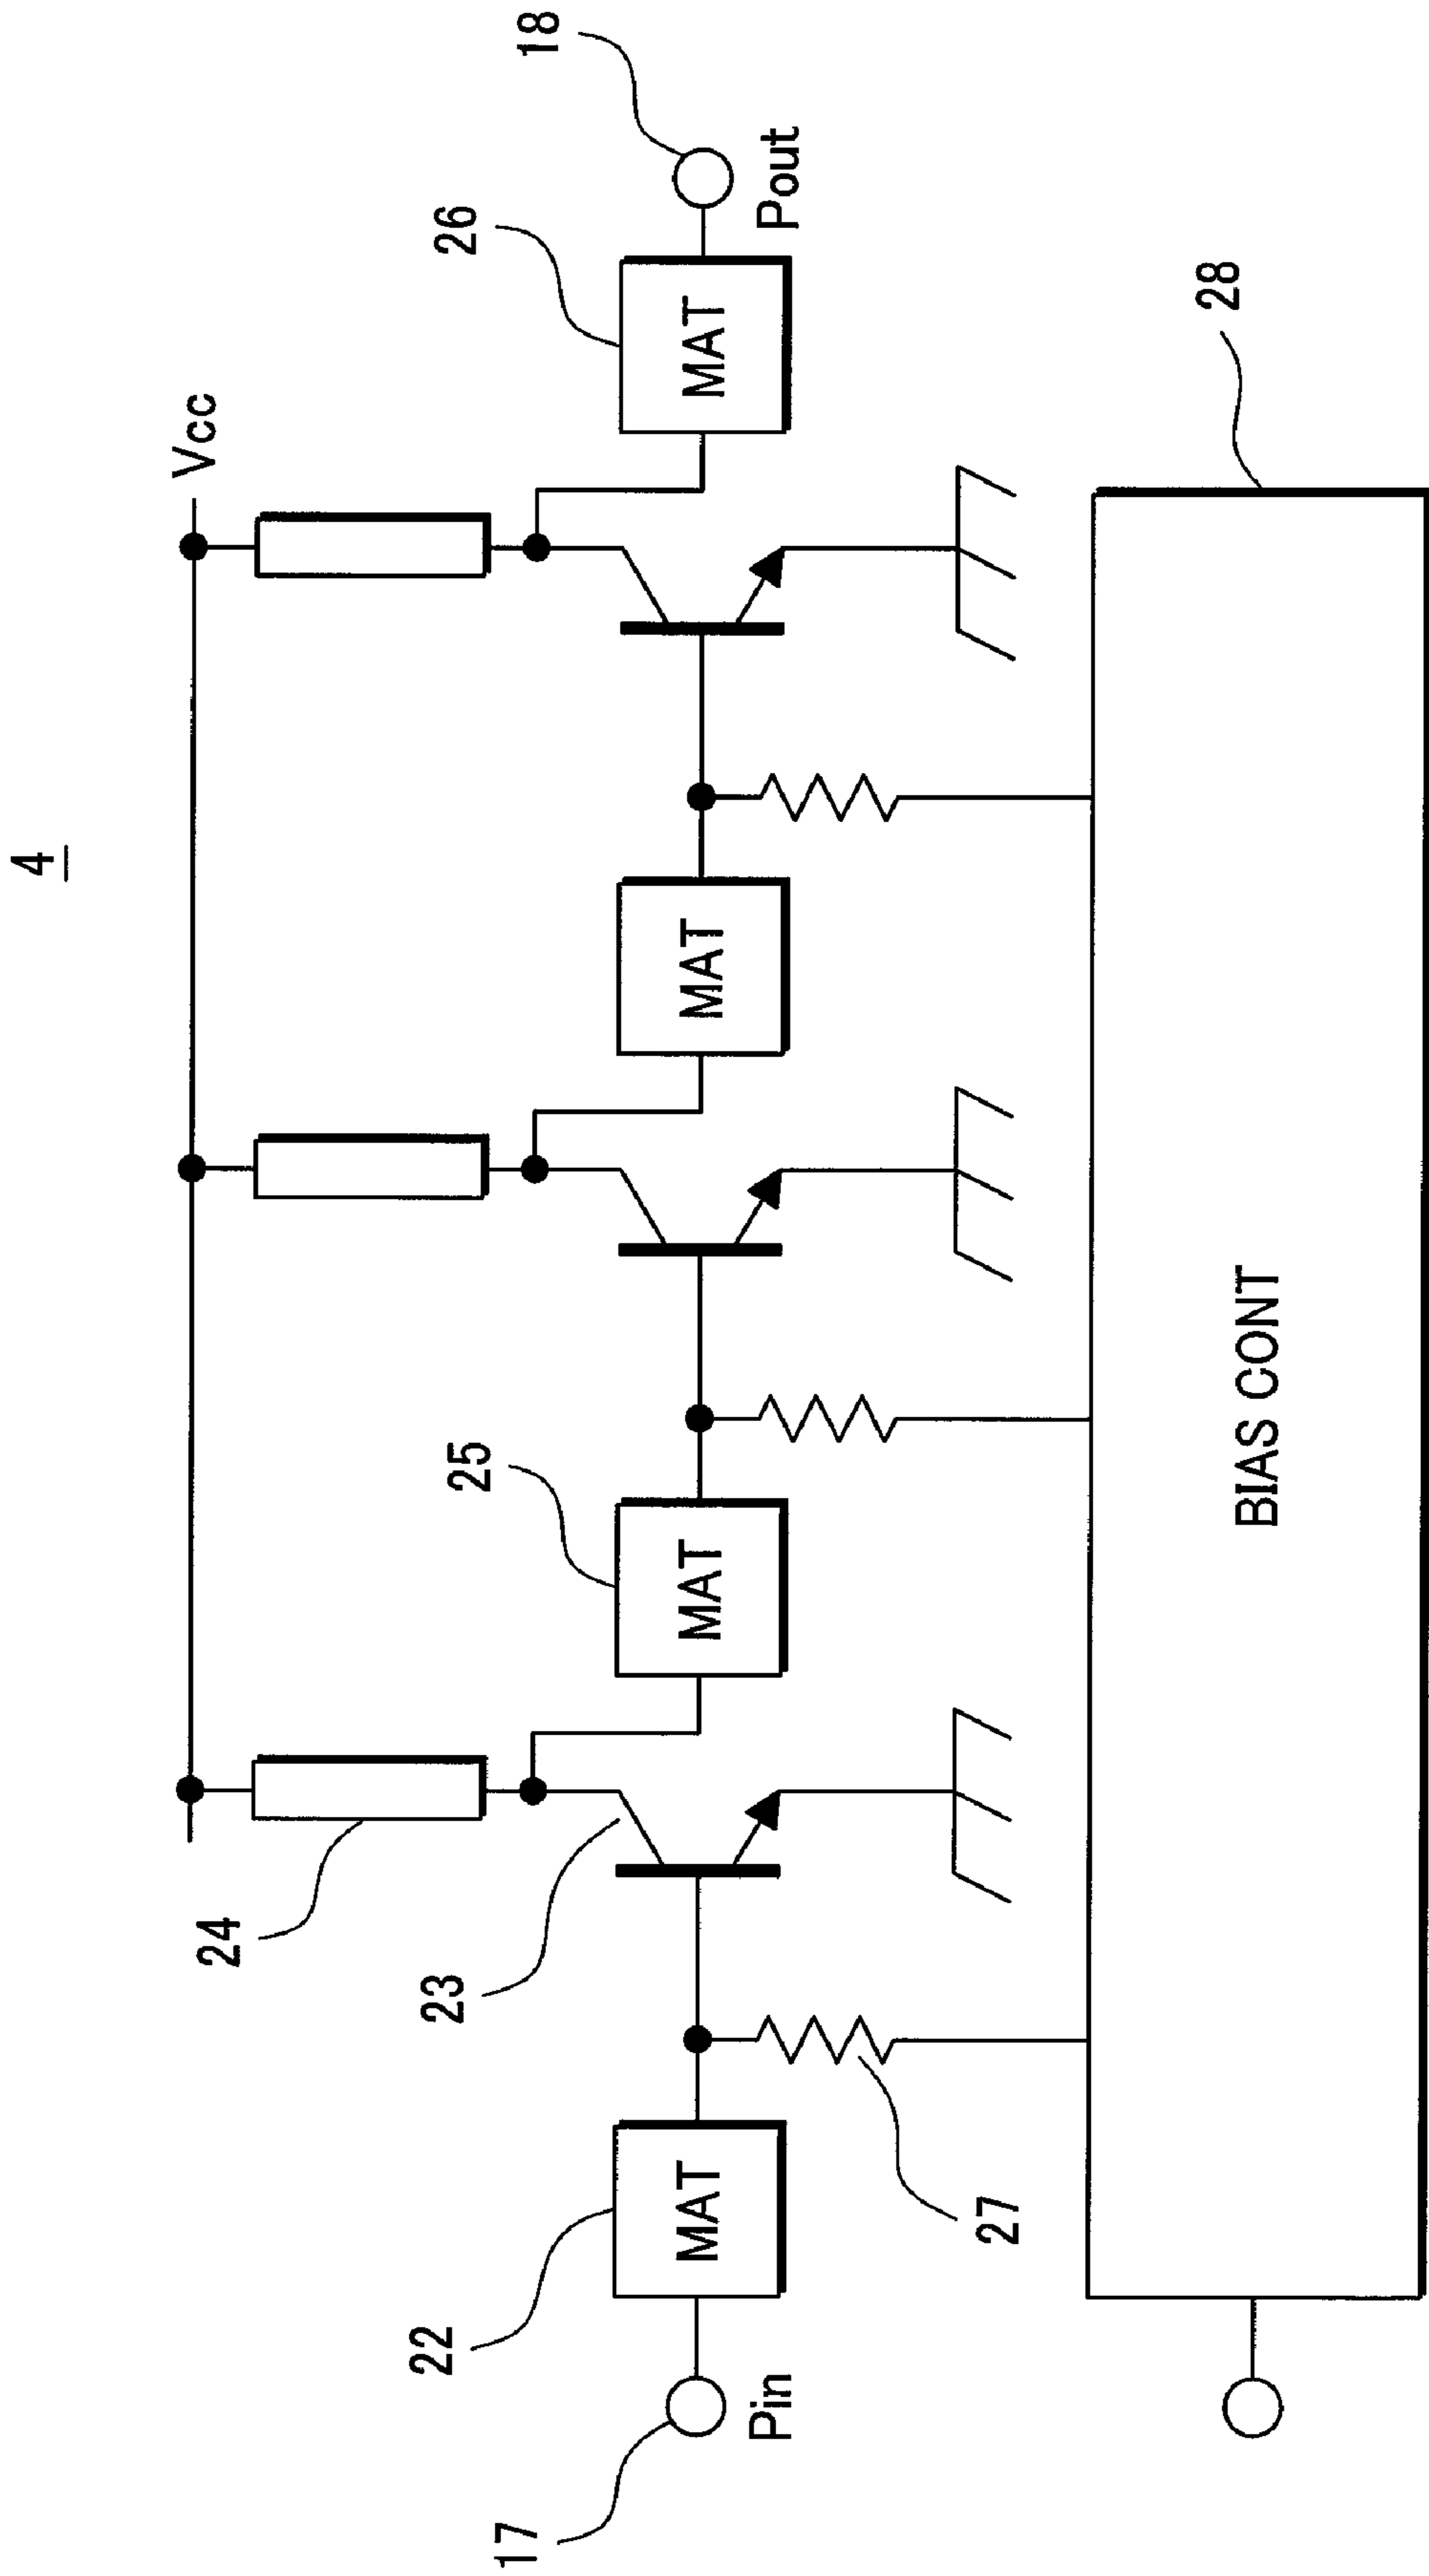 4
Vcc
24
23
25
26
18
17
Pin
22
MAT
MAT
MAT
MAT
Pout
27
28
BIAS CONT